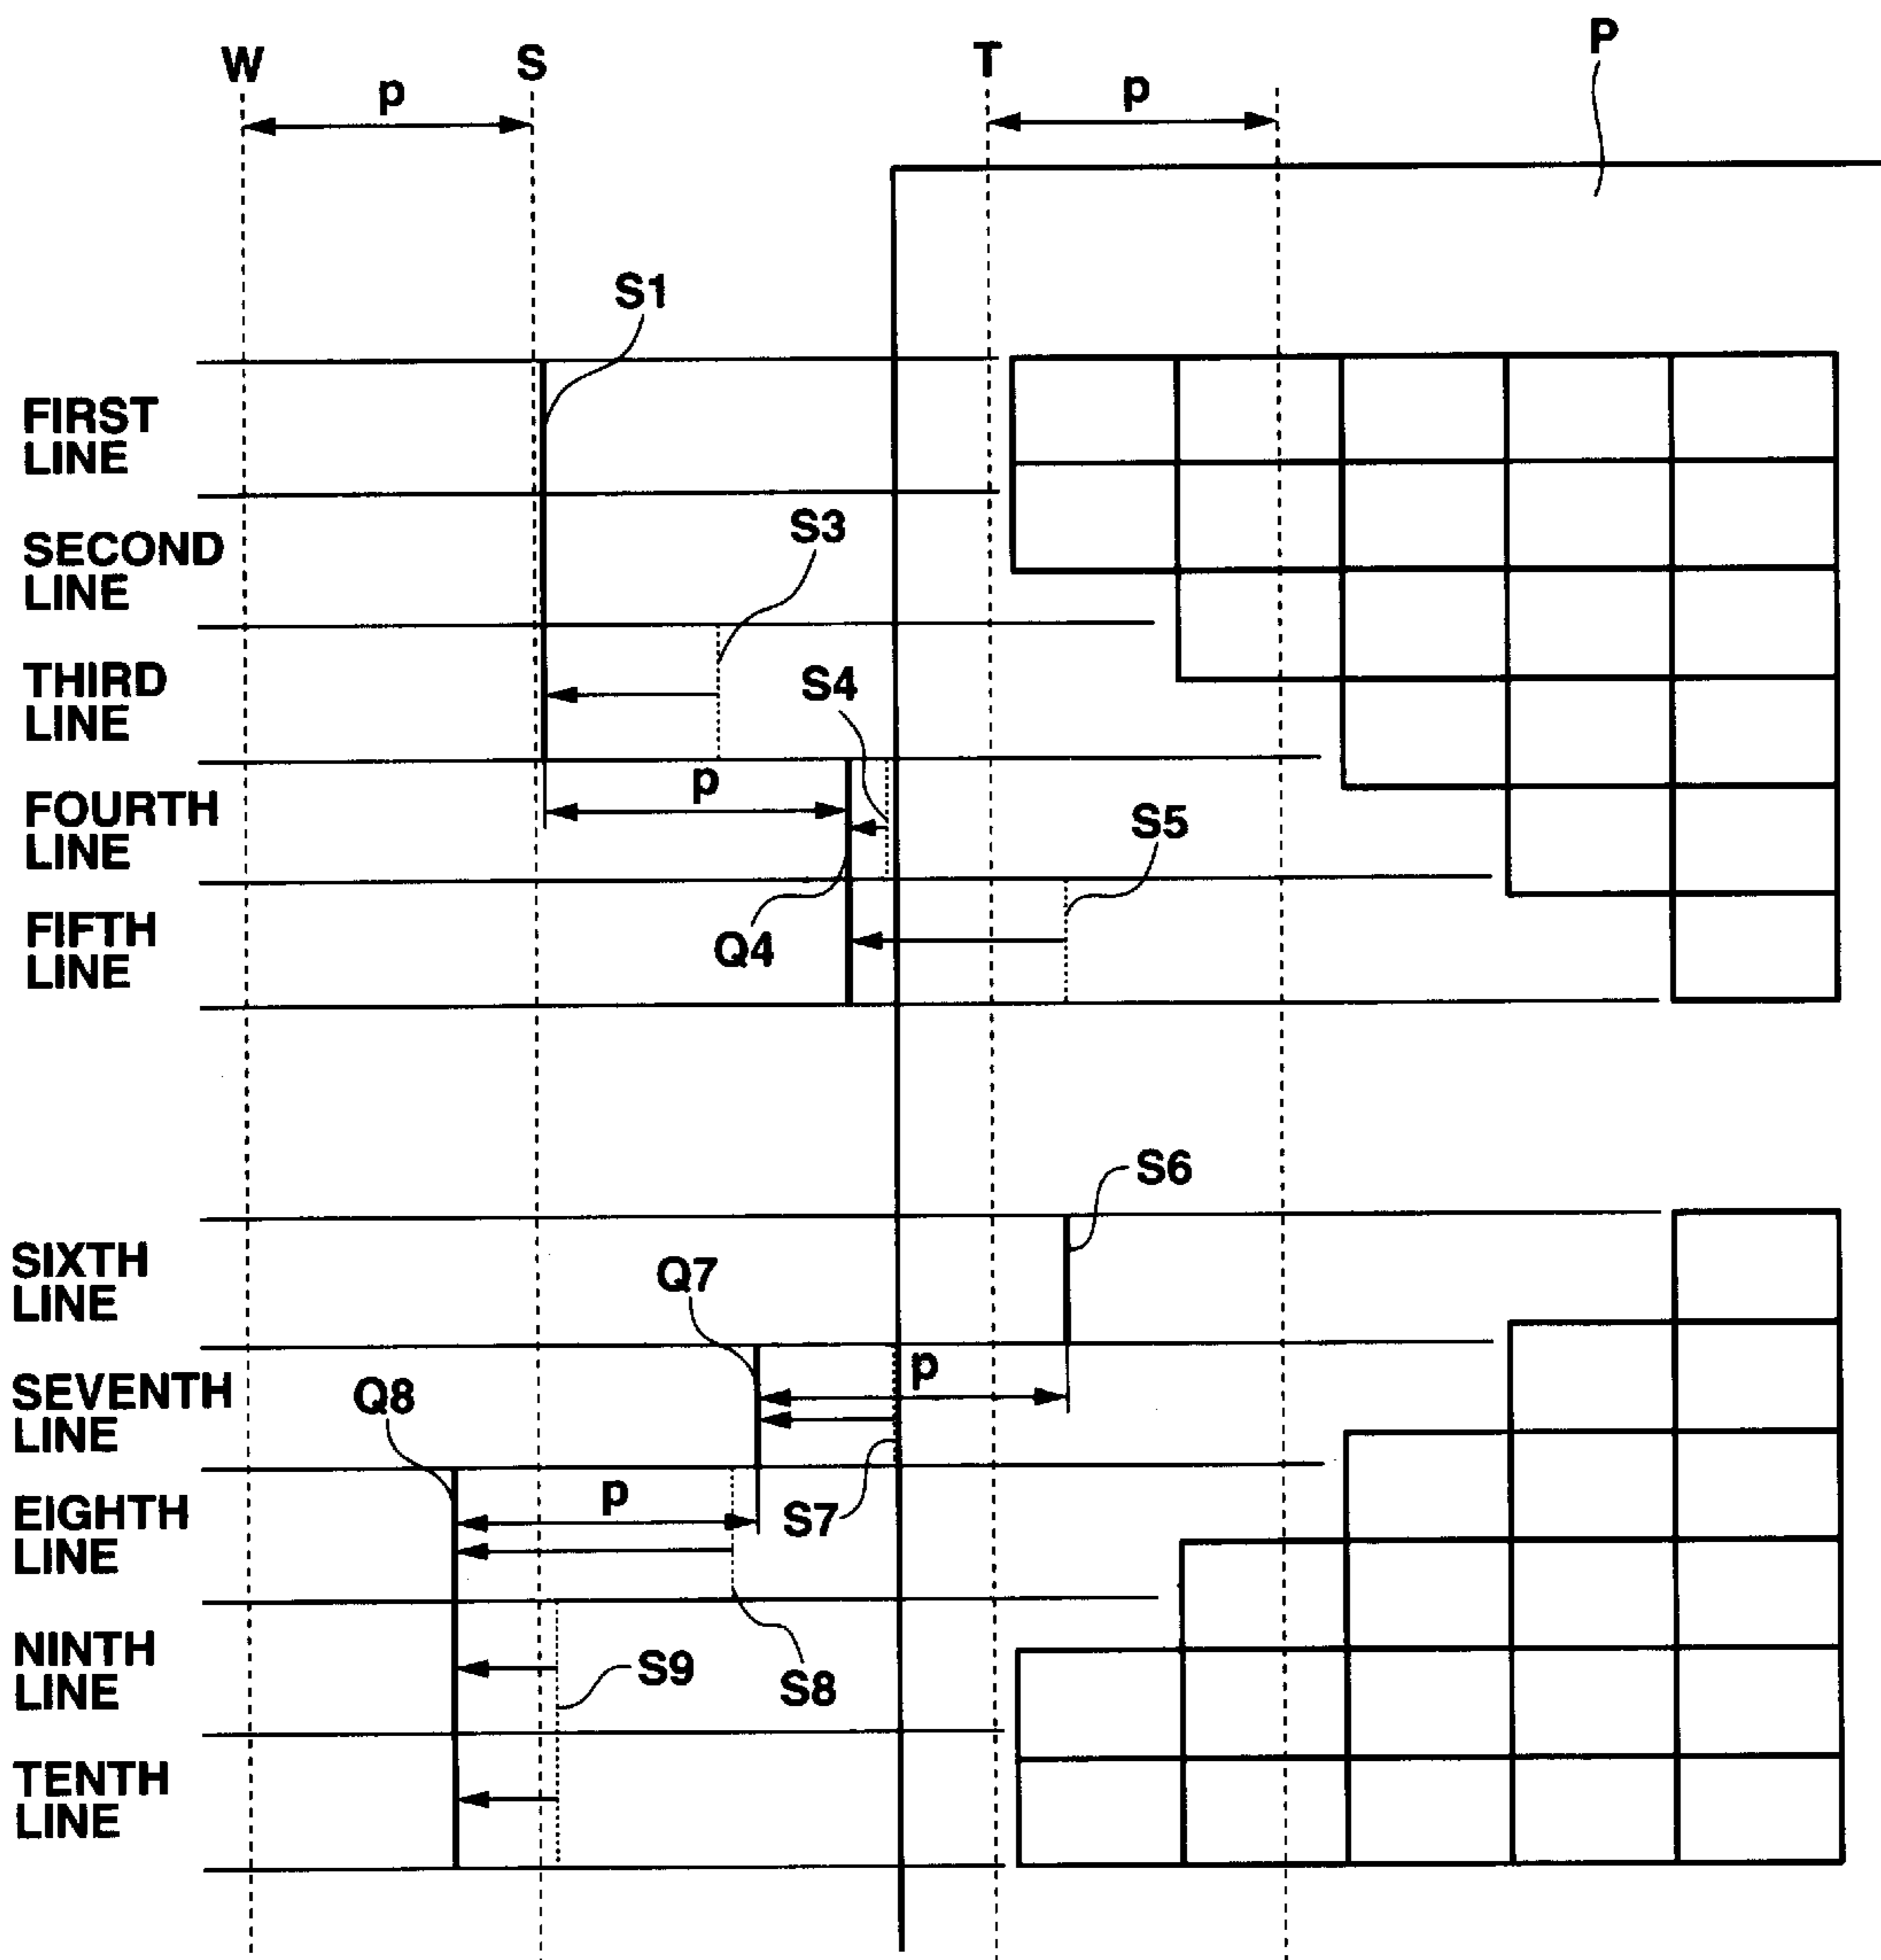 P
W
S
T
p
p
S1
FIRST
LINE
S3
SECOND
LINE
THIRD
LINE
S4
p
FOURTH
LINE
S5
Q4
FIFTH
LINE
S6
SIXTH
LINE
Q7
p
SEVENTH
LINE
Q8
p
S7
EIGHTH
LINE
NINTH
LINE
S9
S8
TENTH
LINE